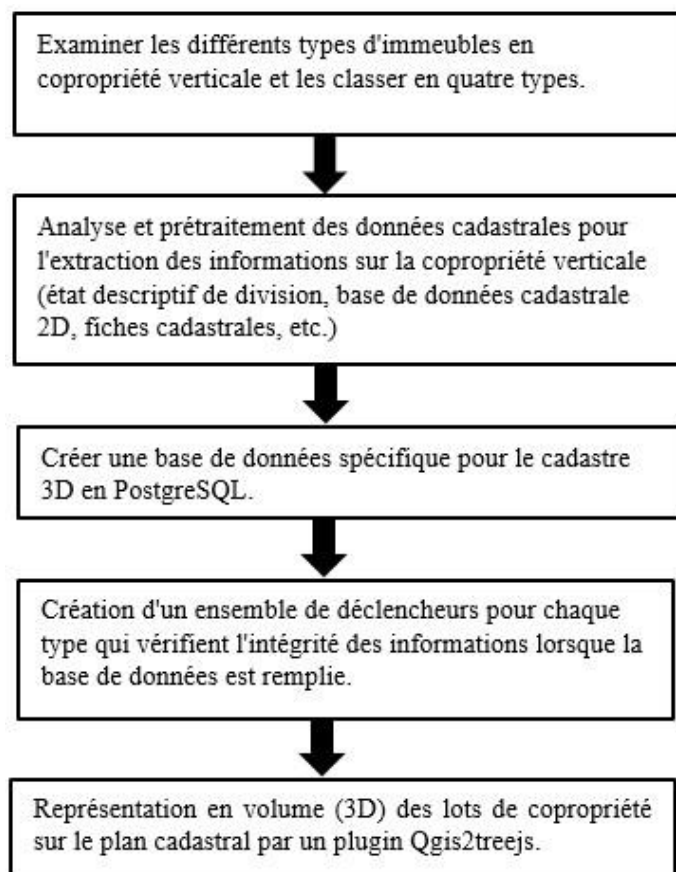 Examiner les différents types d'immeubles en
copropriété verticale et les classer en quatre types.
Analyse et prétraitement des données cadastrales pour
l'extraction des informations sur la copropriété verticale
(état descriptif de division, base de données cadastrale
2D, fiches cadastrales, etc.)
Créer une base de données spécifique pour le cadastre
3D en PostgreSQL.
Création d'un ensemble de déclencheurs pour chaque
type qui vérifient l'intégrité des informations lorsque la
base de données est remplie.
Représentation en volume (3D) des lots de copropriété
sur le plan cadastral par un plugin Qgis2treejs.